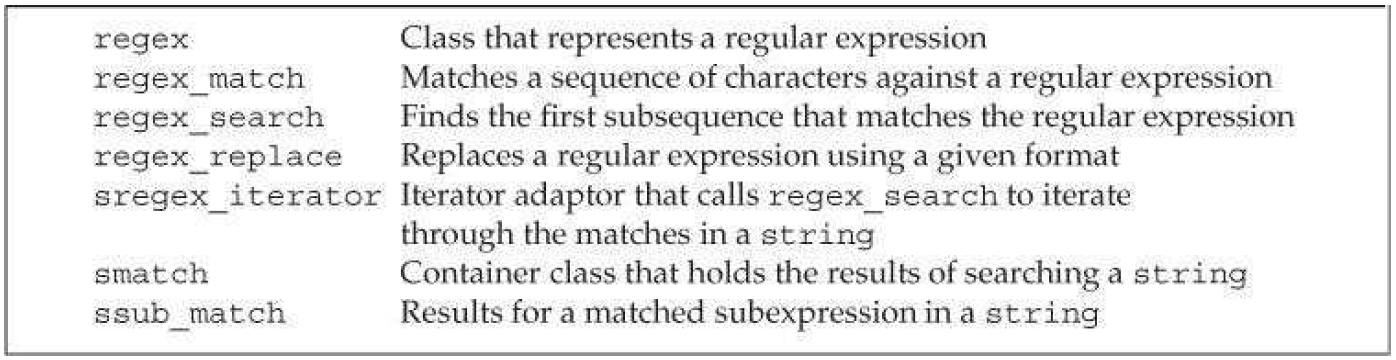 regex Class that represents a regular expression
regex_match Matches a sequence of characters against a regular expression
regex_search Finds the first subsequence that matches the regular expression
regex_replace Replaces a regular expression using a given format
sregex_iterator Iterator adaptor that calls regex_search to iterate
through the matches in a string
smatch Container class that holds the results of searching a string
ssub_match Results for a matched subexpression in a string